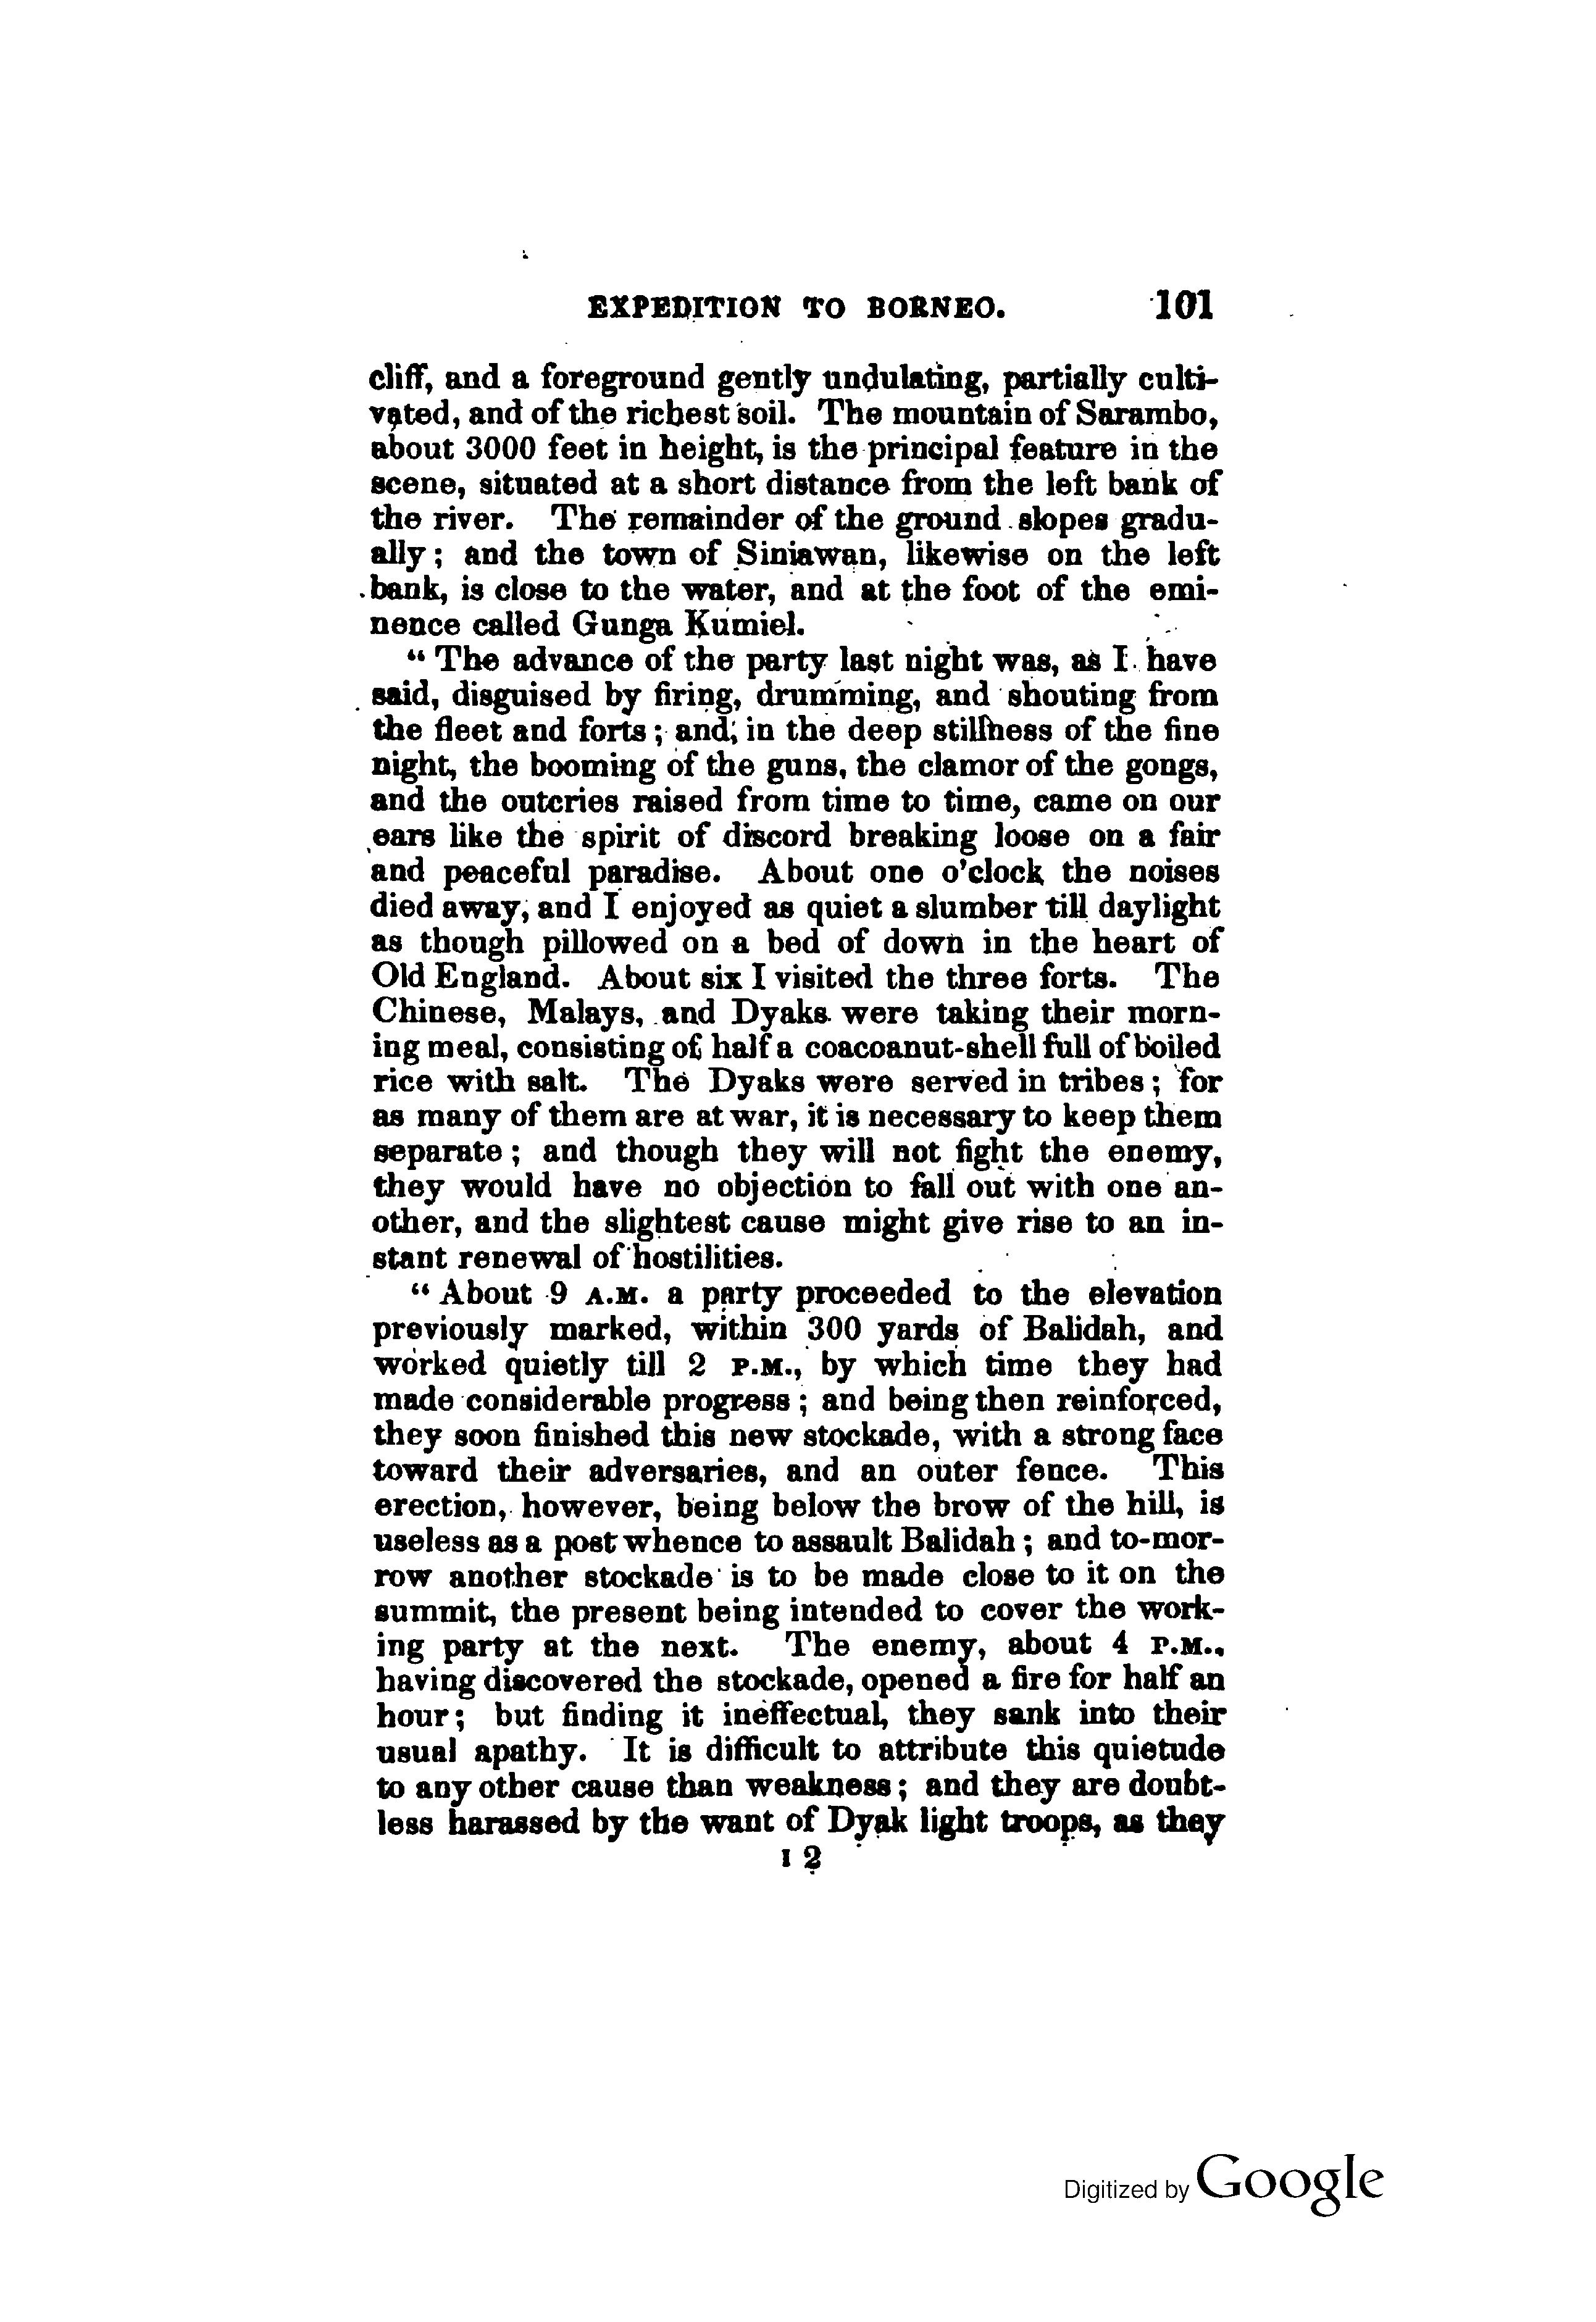 EXPEDITION TO BORNEO. 101
cliff, and a foreground gently undulating, partially culti-
vated, and of the richest soil. The mountain of Sarambo,
about 3000 feet in height, is the principal feature in the
scene, situated at a short distance from the left bank of
the river. The remainder of the ground slopes gradu-
ally; and the town of Siniawan, likewise on the left
bank, is close to the water, and at the foot of the emi-
nence called Gunga Kumiel.
“ The advance of the party last night was, as I have
said, disguised by firing, drumming, and shouting from
the fleet and forts; and, in the deep stillness of the fine
night, the booming of the guns, the clamor of the gongs,
and the outcries raised from time to time, came on our
ears like the spirit of discord breaking loose on a fair
and peaceful paradise. About one o’clock the noises
died away, and I enjoyed as quiet a slumber till daylight
as though pillowed on a bed of down in the heart of
Old England. About six I visited the three forts. The
Chinese, Malays, and Dyaks were taking their morn-
ing meal, consisting of half a coacoanut-shell full of boiled
rice with salt. The Dyaks were served in tribes; for
as many of them are at war, it is necessary to keep them
separate; and though they will not fight the enemy,
they would have no objection to fall out with one an-
other, and the slightest cause might give rise to an in-
stant renewal of hostilities.
“ About 9 A.M. a party proceeded to the elevation
previously marked, within 300 yards of Balidah, and
worked quietly till 2 P.M., by which time they had
made considerable progress; and being then reinforced,
they soon finished this new stockade, with a strong face
toward their adversaries, and an outer fence. This
erection, however, being below the brow of the hill, is
useless as a post whence to assault Balidah; and to-mor-
row another stockade is to be made close to it on the
summit, the present being intended to cover the work-
ing party at the next. The enemy, about 4 P.M.,
having discovered the stockade, opened a fire for half an
hour; but finding it ineffectual, they sank into their
usual apathy. It is difficult to attribute this quietude
to any other cause than weakness; and they are doubt-
less harassed by the want of Dyak light troops, as they
I 2
Digitized by Google